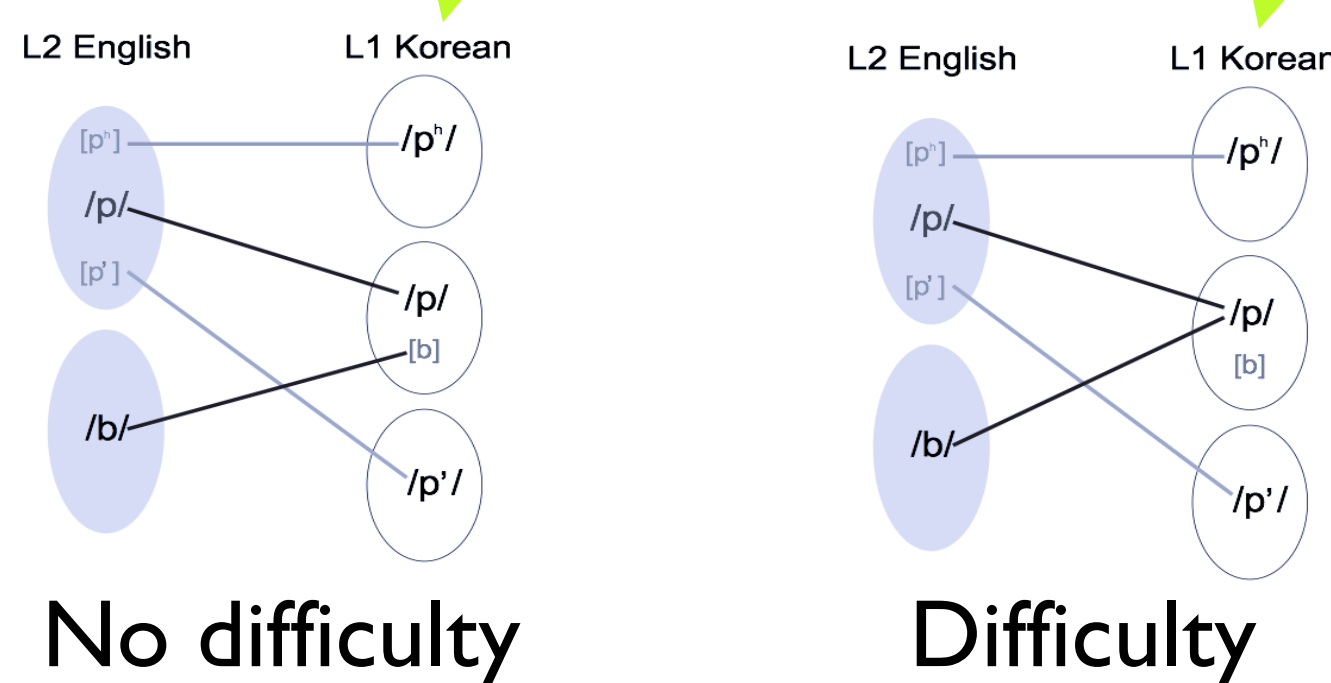 L2 English
L1 Korean
[pʰ]
/pʰ/
/p/
/p/
[p']
[b]
/b/
/p'/
No difficulty
L2 English
L1 Korean
[pʰ]
/pʰ/
/p/
/p/
[p']
[b]
/b/
/p'/
Difficulty